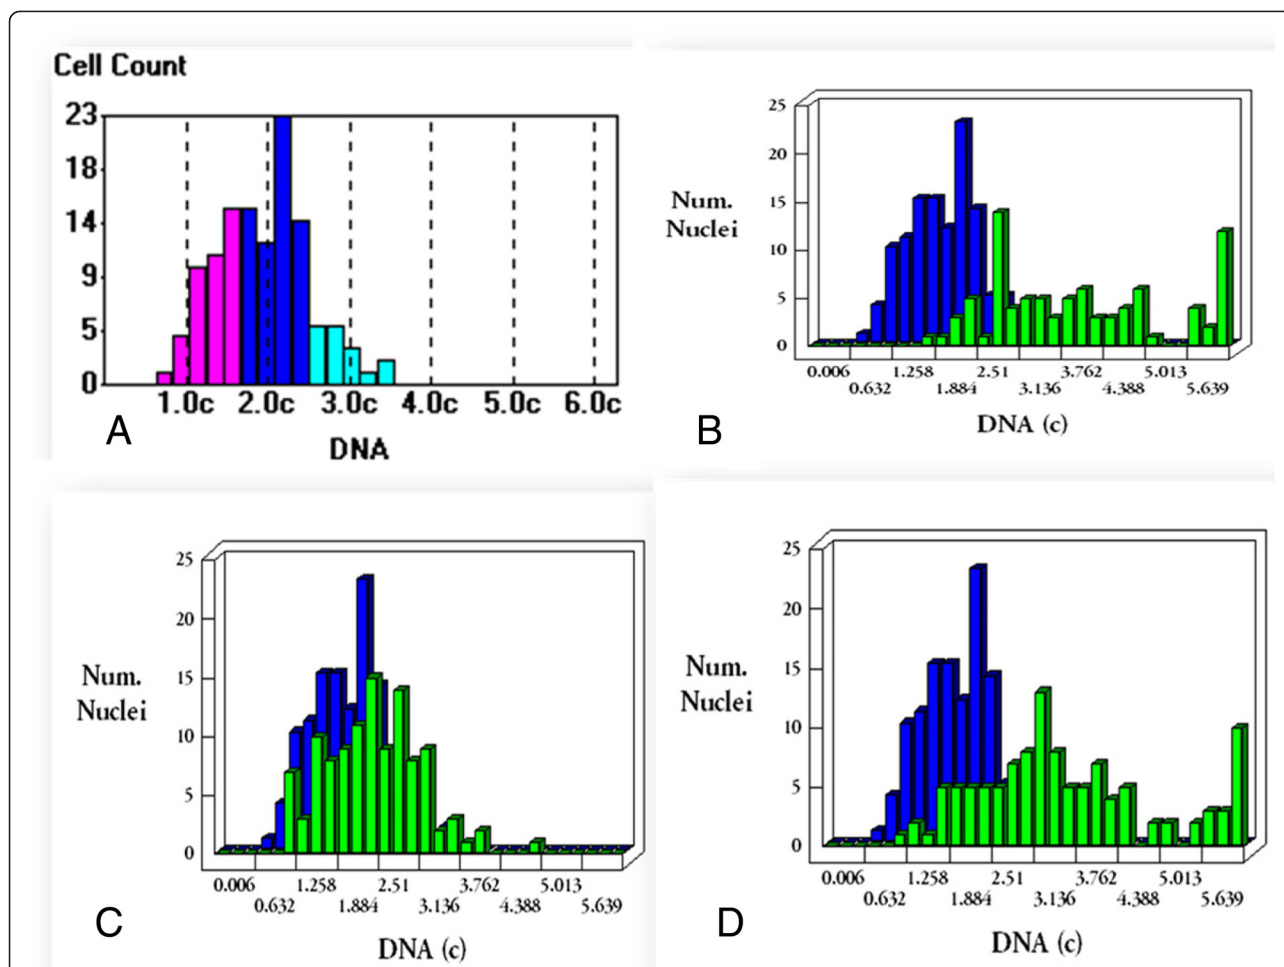 Cell Count
23
18
14
9
5
0
1.0c 2.0c 3.0c 4.0c 5.0c 6.0c
DNA
A
25
20
15
10
5
0
Num.
Nuclei
0.006 1.258 2.51 3.762 5.013
0.632 1.884 3.136 4.388 5.639
DNA (c)
B
25
20
15
10
5
0
Num.
Nuclei
0.006 1.258 2.51 3.762 5.013
0.632 1.884 3.136 4.388 5.639
DNA (c)
C
25
20
15
10
5
0
Num.
Nuclei
0.006 1.258 2.51 3.762 5.013
0.632 1.884 3.136 4.388 5.639
DNA (c)
D